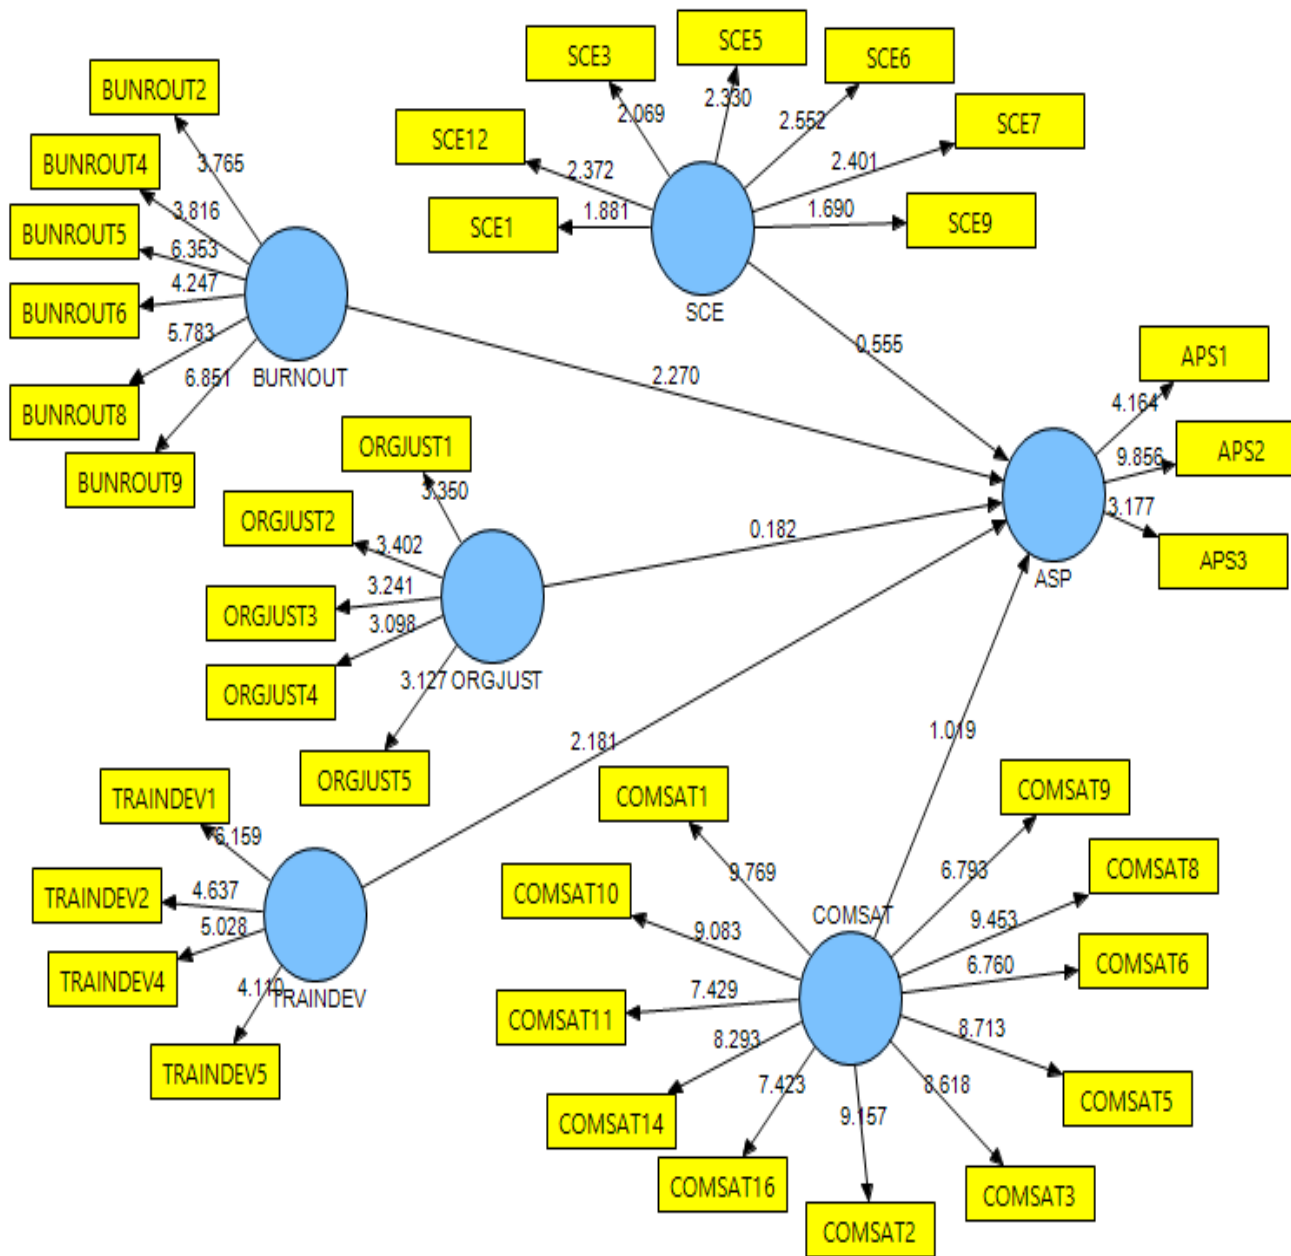 SCE5
SCE3
SCE6
BUNROUT2
2.330
2.069
2.552
SCE12
SCE7
BUNROUT4
3.765
2.372
2.401
3.816
1.881
1.690
SCE1
SCE9
BUNROUT5
6.353
4.247
BUNROUT6
SCE
5.783
0.555
APS1
6.851
BURNOUT
2.270
BUNROUT8
4.164
ORGJUST1
APS2
9.856
BUNROUT9
3.350
3.177
ORGJUST2
0.182
3.402
APS3
ASP
3.241
ORGJUST3
3.098
3.127
ORGJUST
ORGJUST4
2.181
1.019
ORGJUST5
COMSAT9
TRAINDEV1
COMSAT1
6.159
COMSAT8
9.769
6.793
TRAINDEV2
4.637
COMSAT10
COMSAT
5.028
9.083
9.453
TRAINDEV4
6.760
COMSAT6
4.110
TRAINDEV
7.429
COMSAT11
8.713
8.293
TRAINDEV5
7.423
8.618
COMSAT5
9.157
COMSAT14
COMSAT16
COMSAT3
COMSAT2